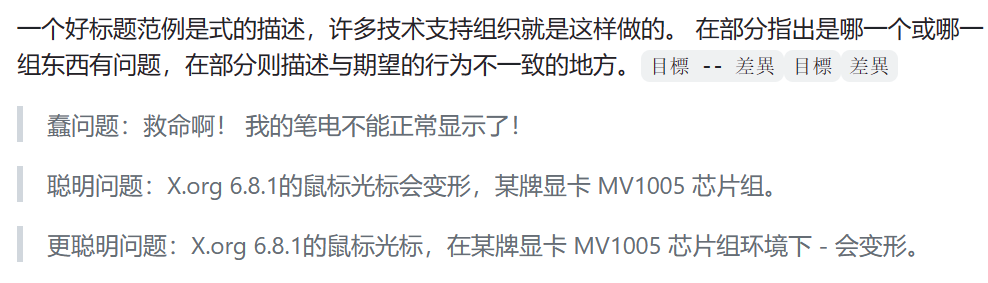 一个好标题范例是式的描述，许多技术支持组织就是这样做的。 在部分指出是哪一个或哪一
组东西有问题，在部分则描述与期望的行为不一致的地方。 目標 -- 差異 目標 差異
蠢问题：救命啊！ 我的笔电不能正常显示了！
聪明问题：X.org 6.8.1的鼠标光标会变形，某牌显卡 MV1005 芯片组。
更聪明问题：X.org 6.8.1的鼠标光标，在某牌显卡 MV1005 芯片组环境下 - 会变形。